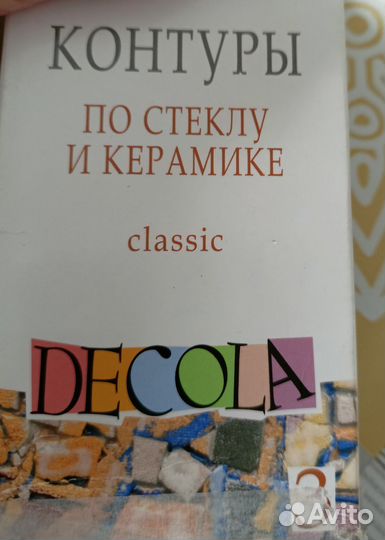 КОНТУРЫ
ПО СТЕКЛУ
И КЕРАМИКЕ
classic
DECOLA
Avito